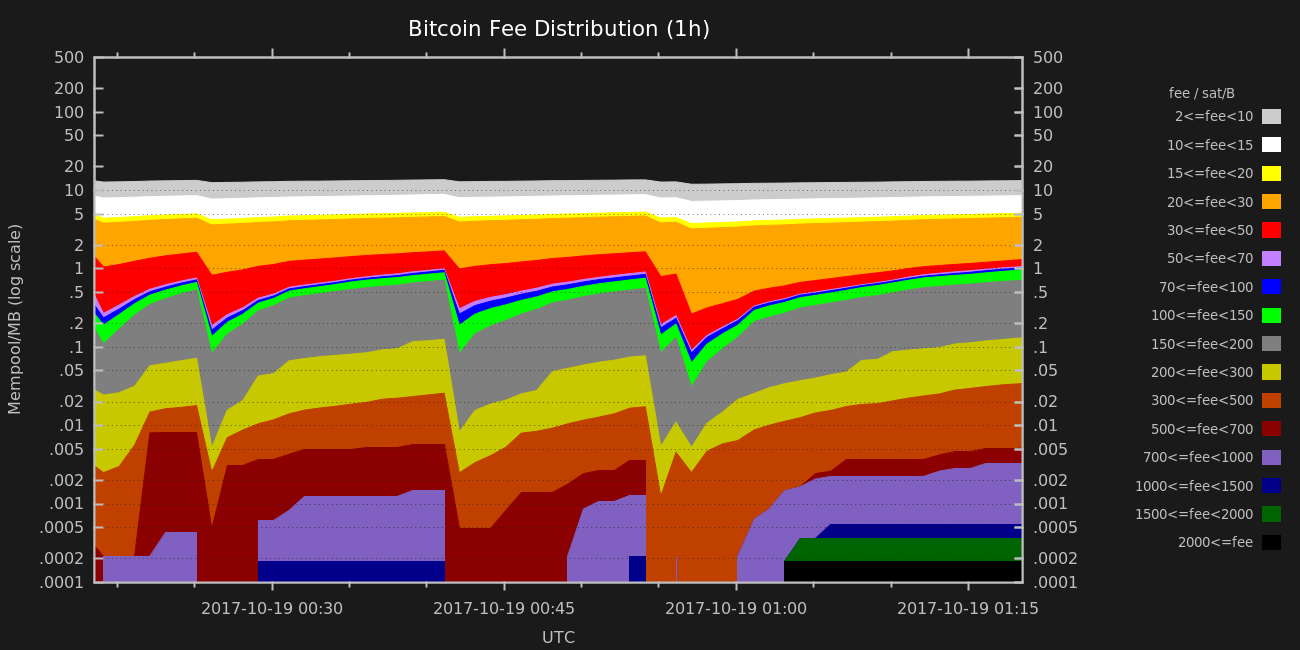 Bitcoin Fee Distribution (1h)
500 500
200 200
100 100
50 50
20 20
10 10
5 5
2 2
1 1
.5 .5
.2 .2
.1 .1
.05 .05
.02 .02
.01 .01
.005 .005
.002 .002
.001 .001
.0005 .0005
.0002 .0002
.0001 .0001
Mempool/MB (log scale)
2017-10-19 00:30 2017-10-19 00:45 2017-10-19 01:00 2017-10-19 01:15
UTC
fee / sat/B
2<=fee<10
10<=fee<15
15<=fee<20
20<=fee<30
30<=fee<50
50<=fee<70
70<=fee<100
100<=fee<150
150<=fee<200
200<=fee<300
300<=fee<500
500<=fee<700
700<=fee<1000
1000<=fee<1500
1500<=fee<2000
2000<=fee